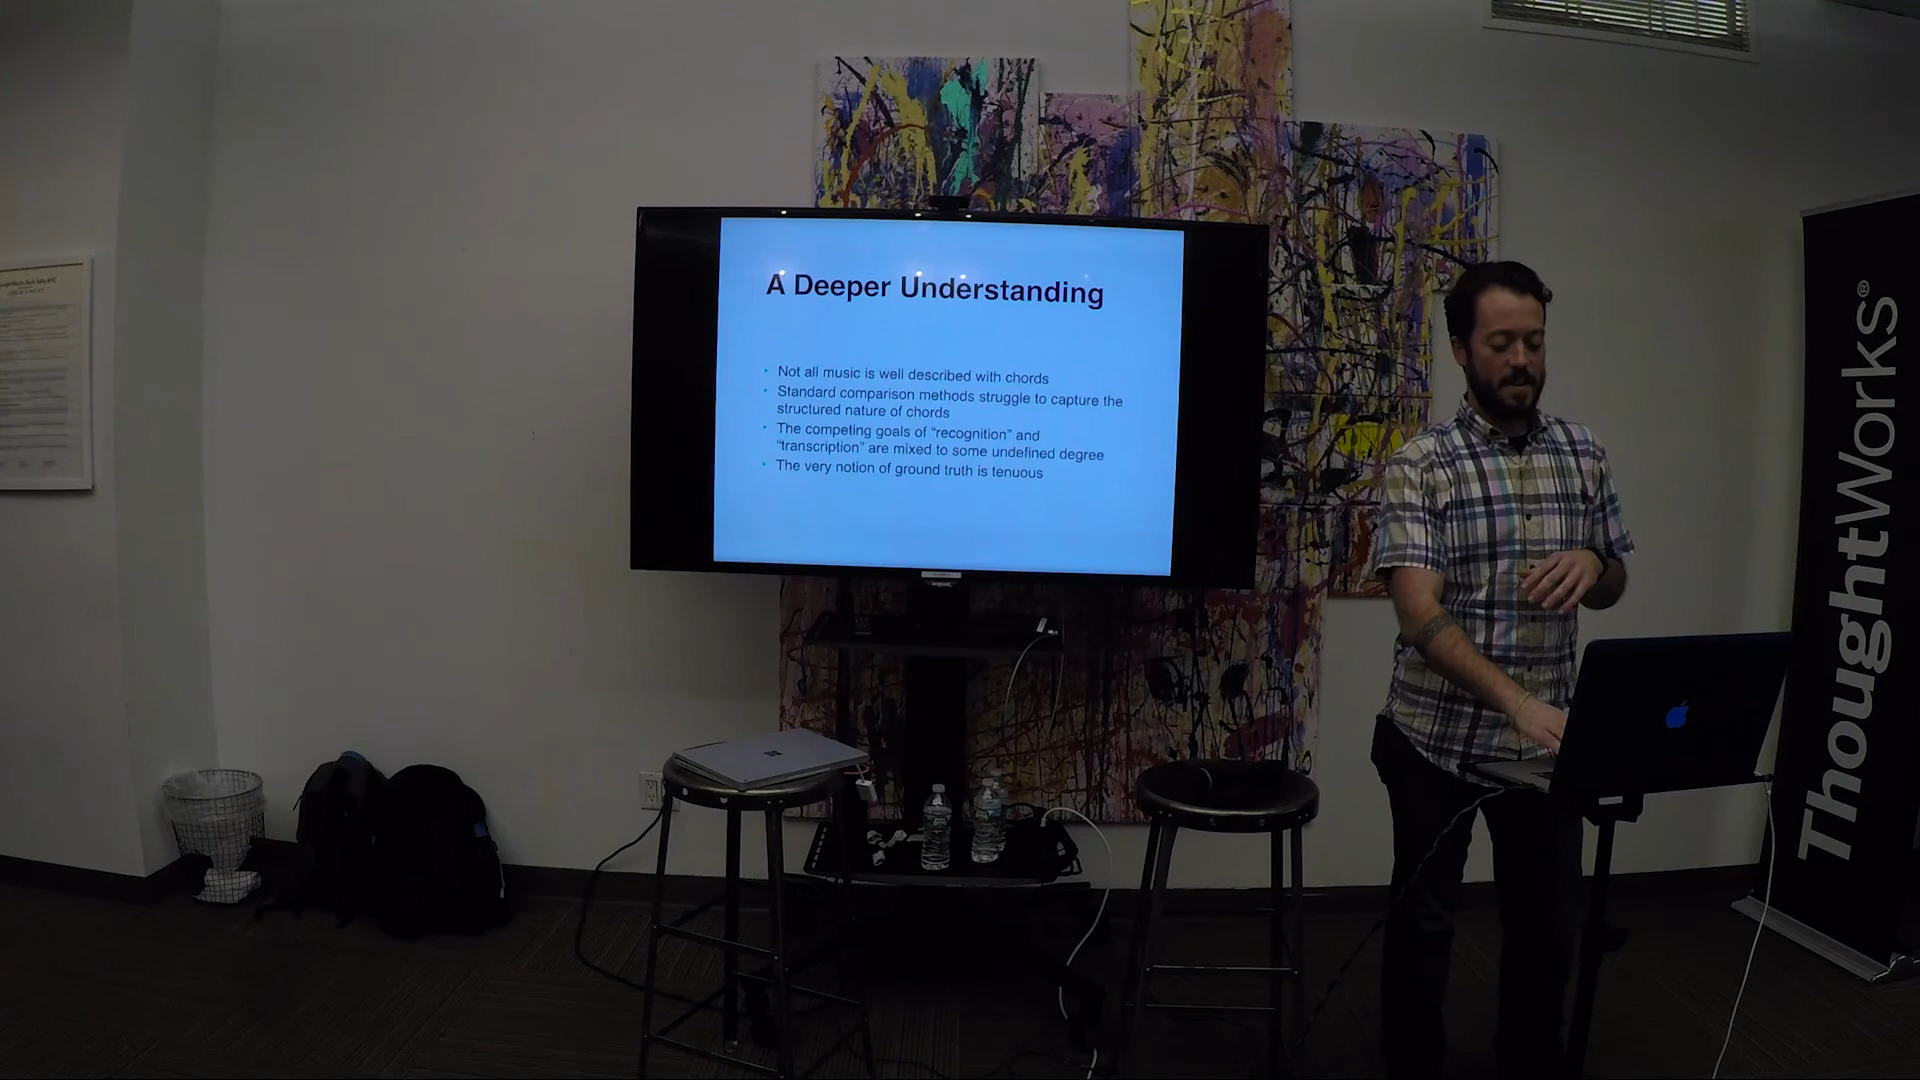 A Deeper Understanding
Not all music is well described with chords
Standard comparison methods struggle to capture the
structured nature of chords
The competing goals of “recognition” and
“transcription” are mixed to some undefined degree
The very notion of ground truth is tenuous
ThoughtWorks®